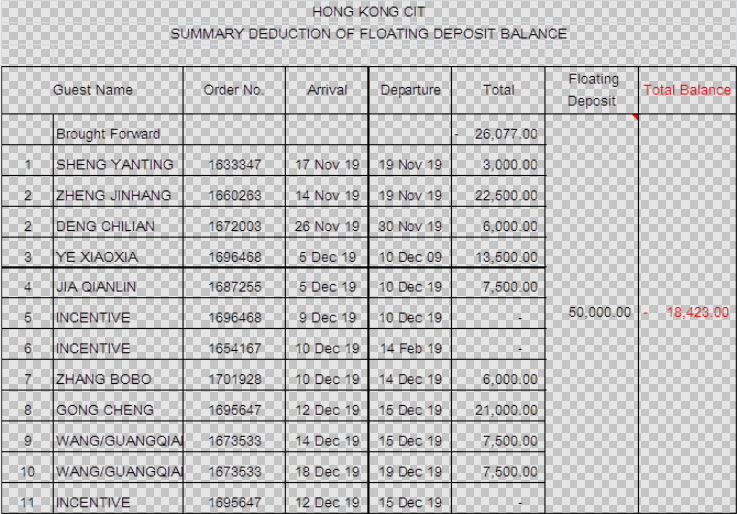 HONG KONG CIT
SUMMARY DEDUCTION OF FLOATING DEPOSIT BALANCE
Guest Name Order No. Arrival Departure Total Floating Deposit Total Balance
Brought Forward - 26,077.00
1 SHENG YANTING 1633347 17 Nov 19 19 Nov 19 3,000.00
2 ZHENG JINHANG 1660263 14 Nov 19 19 Nov 19 22,500.00
2 DENG CHILIAN 1672003 26 Nov 19 30 Nov 19 6,000.00
3 YE XIAOXIA 1696468 5 Dec 19 10 Dec 09 13,500.00
4 JIA QIANLIN 1687255 5 Dec 19 10 Dec 19 7,500.00
5 INCENTIVE 1696468 9 Dec 19 10 Dec 19 - 50,000.00 - 18,423.00
6 INCENTIVE 1654167 10 Dec 19 14 Feb 19 -
7 ZHANG BOBO 1701928 10 Dec 19 14 Dec 19 6,000.00
8 GONG CHENG 1695647 12 Dec 19 15 Dec 19 21,000.00
9 WANG/GUANGQIAI 1673533 14 Dec 19 15 Dec 19 7,500.00
10 WANG/GUANGQIAI 1673533 18 Dec 19 19 Dec 19 7,500.00
11 INCENTIVE 1695647 12 Dec 19 15 Dec 19 -